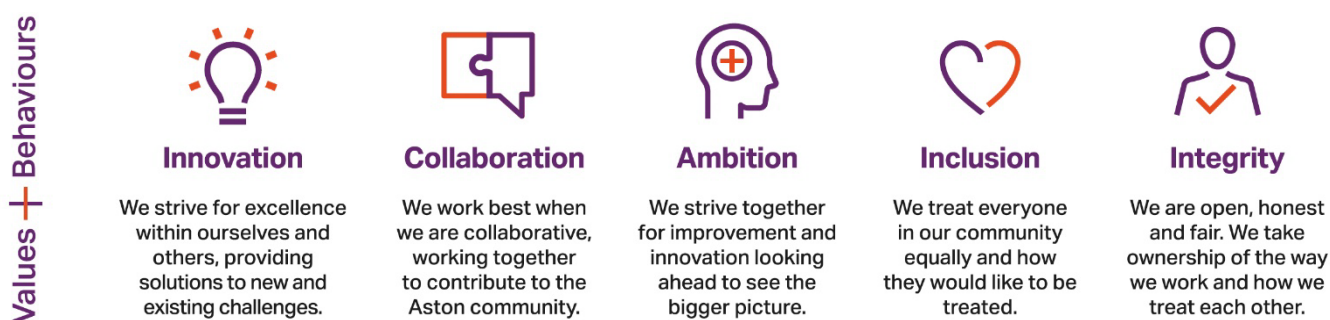 Values + Behaviours
Innovation
We strive for excellence
within ourselves and
others, providing
solutions to new and
existing challenges.
Collaboration
We work best when
we are collaborative,
working together
to contribute to the
Aston community.
Ambition
We strive together
for improvement and
innovation looking
ahead to see the
bigger picture.
Inclusion
We treat everyone
in our community
equally and how
they would like to be
treated.
Integrity
We are open, honest
and fair. We take
ownership of the way
we work and how we
treat each other.